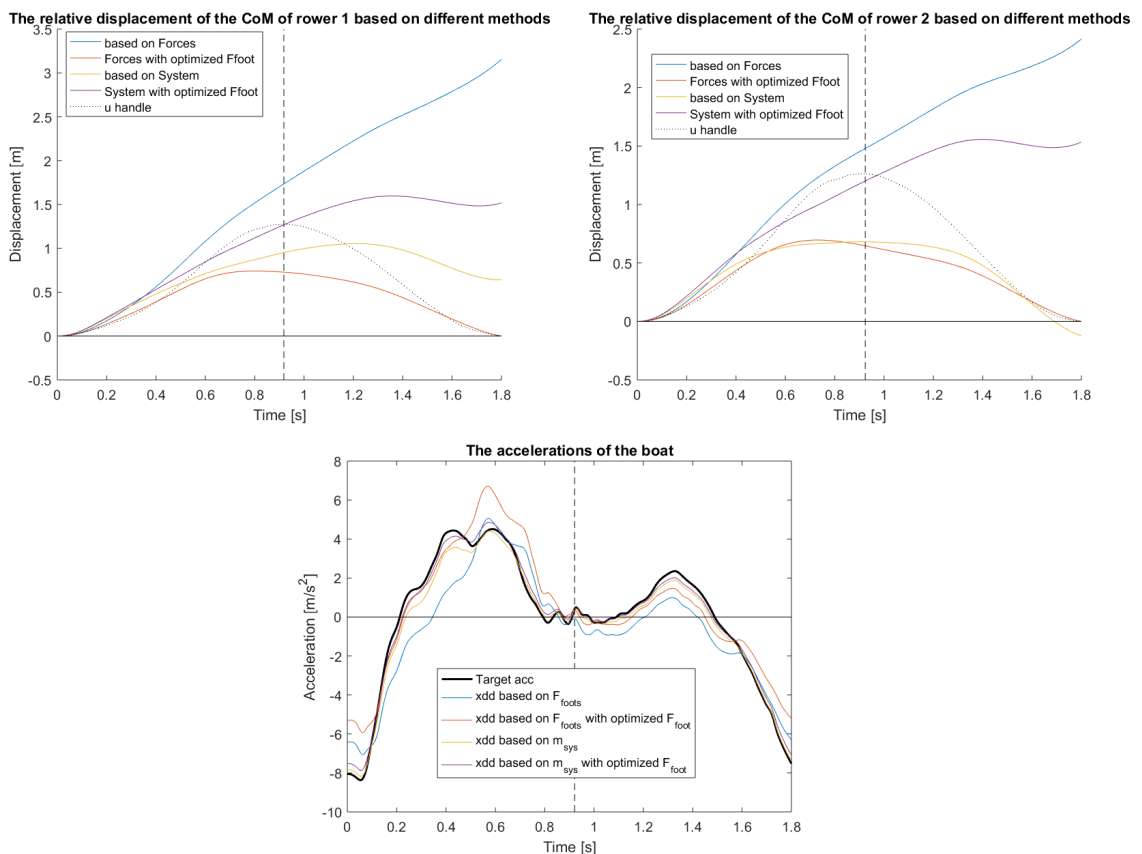 The relative displacement of the CoM of rower 1 based on different methods
3.5
3
2.5
2
1.5
1
0.5
0
-0.5
Displacement [m]
based on Forces
Forces with optimized Ffoot
based on System
System with optimized Ffoot
u handle
0 0.2 0.4 0.6 0.8 1 1.2 1.4 1.6 1.8
Time [s]
The relative displacement of the CoM of rower 2 based on different methods
2.5
2
1.5
1
0.5
0
-0.5
Displacement [m]
based on Forces
Forces with optimized Ffoot
based on System
System with optimized Ffoot
u handle
0 0.2 0.4 0.6 0.8 1 1.2 1.4 1.6 1.8
Time [s]
The accelerations of the boat
8
6
4
2
0
-2
-4
-6
-8
-10
Acceleration [m/s²]
Target acc
xdd based on F_foots
xdd based on F_foots with optimized F_foot
xdd based on m_sys
xdd based on m_sys with optimized F_foot
0 0.2 0.4 0.6 0.8 1 1.2 1.4 1.6 1.8
Time [s]